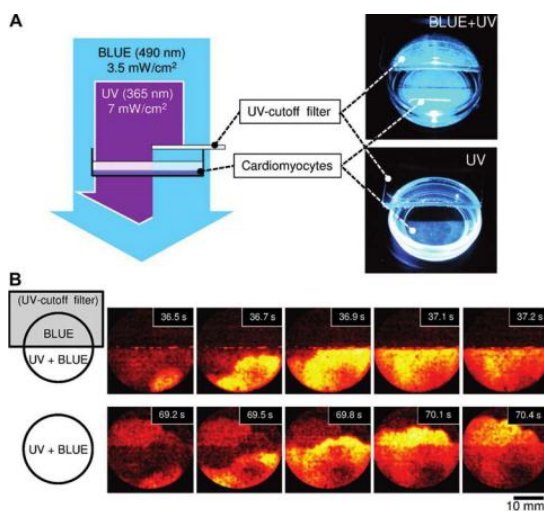 A
BLUE (490 nm)
3.5 mW/cm²
UV (365 nm)
7 mW/cm²
UV-cutoff filter
Cardiomyocytes
BLUE+UV
UV
B
(UV-cutoff filter)
BLUE
UV + BLUE
36.5 s
36.7 s
36.9 s
37.1 s
37.2 s
UV + BLUE
69.2 s
69.5 s
69.8 s
70.1 s
70.4 s
10 mm